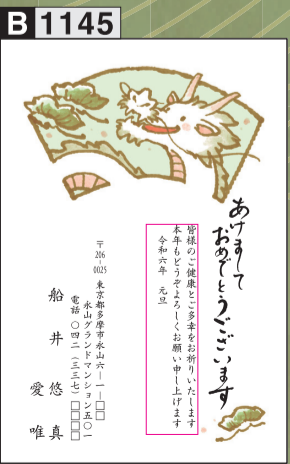 B 1145
あけまして
おめでとうございます
皆様のご健康とご多幸をお祈りいたします
本年もどうぞよろしくお願い申し上げます
令和六年　元旦
〒206-0025
東京都多摩市永山六―一―□□
永山グランドマンション五〇一
電話　〇四二（三三七）□□□□
船井　悠真
愛唯